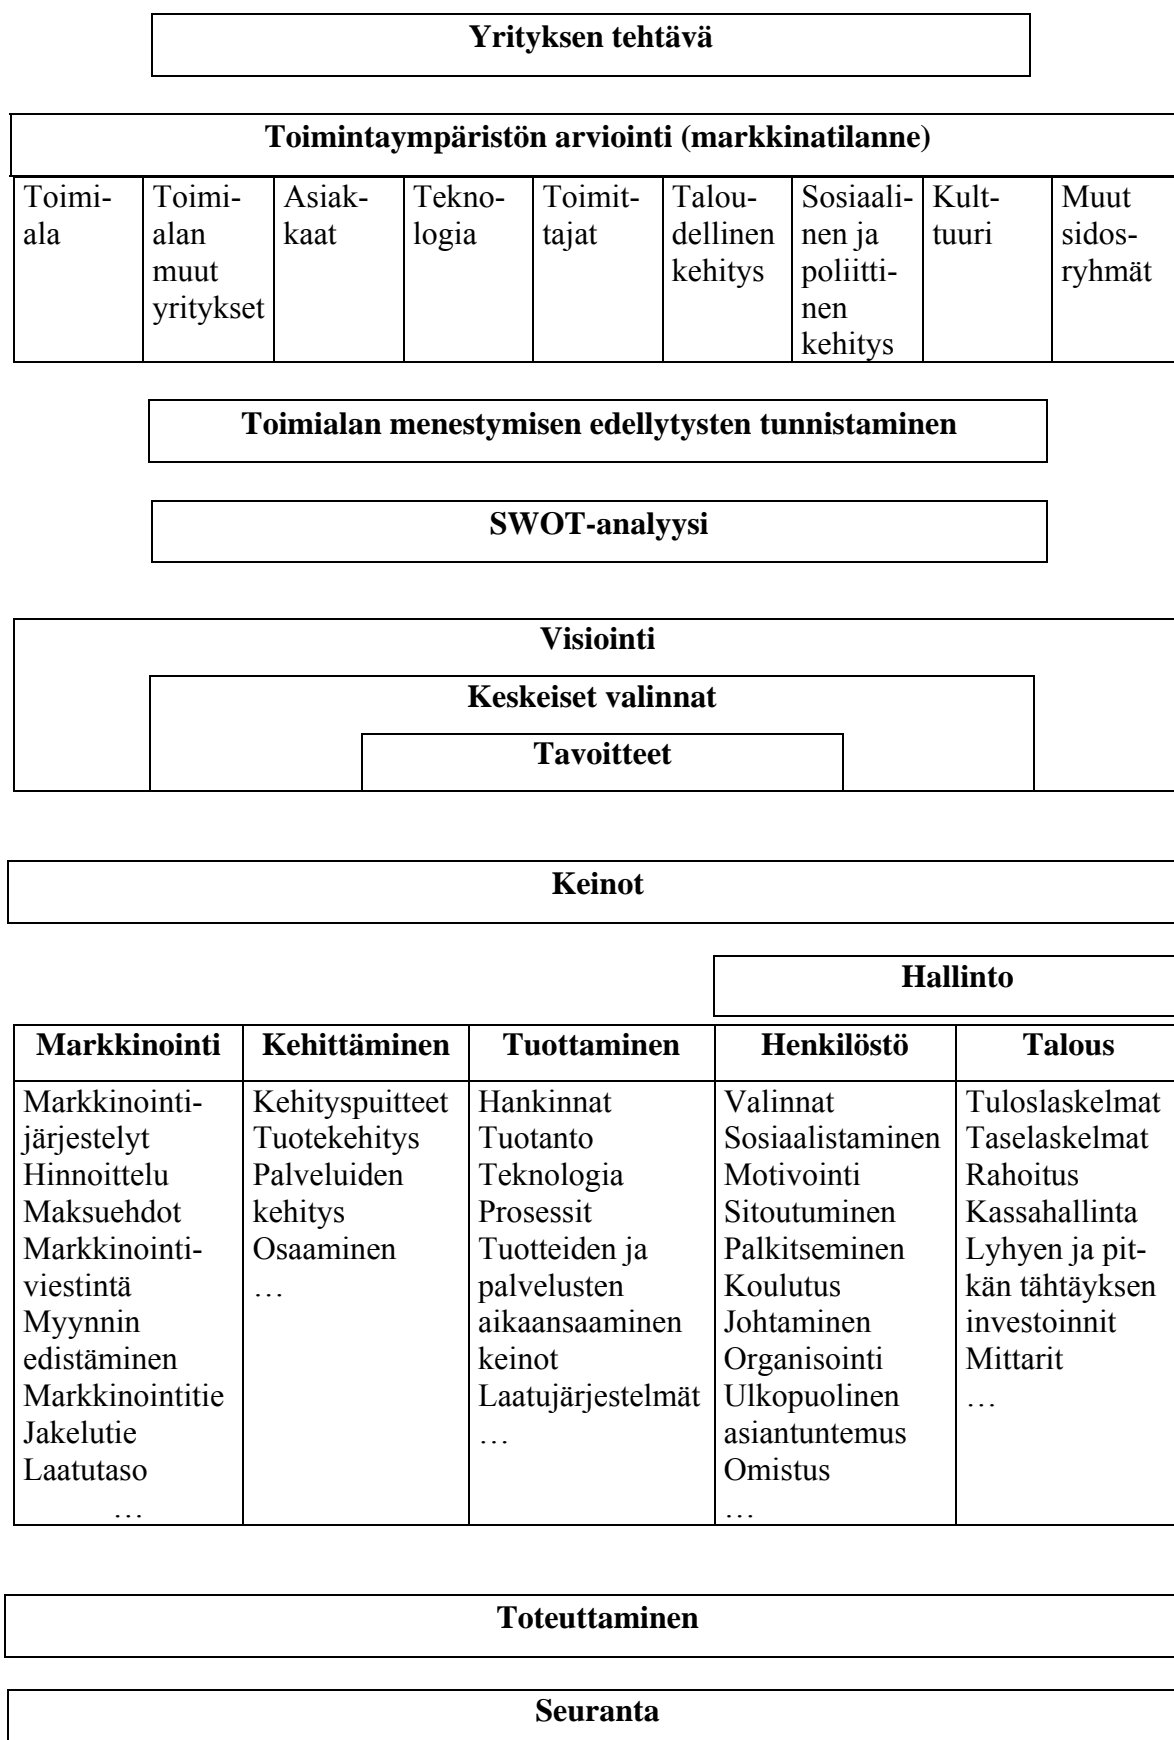 Yrityksen tehtävä
Toimintaympäristön arviointi (markkinatilanne)
Toimi-
ala
Toimi-
alan
muut
yritykset
Asiak-
kaat
Tekno-
logia
Toimit-
tajat
Talou-
dellinen
kehitys
Sosiaali-
nen ja
poliitti-
nen
kehitys
Kult-
tuuri
Muut
sidos-
ryhmät
Toimialan menestymisen edellytysten tunnistaminen
SWOT-analyysi
Visiointi
Keskeiset valinnat
Tavoitteet
Keinot
Hallinto
Markkinointi
Markkinointi-
järjestelyt
Hinnoittelu
Maksuehdot
Markkinointi-
viestintä
Myynnin
edistäminen
Markkinointitie
Jakelutie
Laatutaso
…
Kehittäminen
Kehityspuitteet
Tuotekehitys
Palveluiden
kehitys
Osaaminen
…
Tuottaminen
Hankinnat
Tuotanto
Teknologia
Prosessit
Tuotteiden ja
palvelusten
aikaansaaminen
keinot
Laatujärjestelmät
…
Henkilöstö
Valinnat
Sosiaalistaminen
Motivointi
Sitoutuminen
Palkitseminen
Koulutus
Johtaminen
Organisointi
Ulkopuolinen
asiantuntemus
Omistus
…
Talous
Tuloslaskelmat
Taselaskelmat
Rahoitus
Kassahallinta
Lyhyen ja pit-
kän tähtäyksen
investoinnit
Mittarit
…
Toteuttaminen
Seuranta